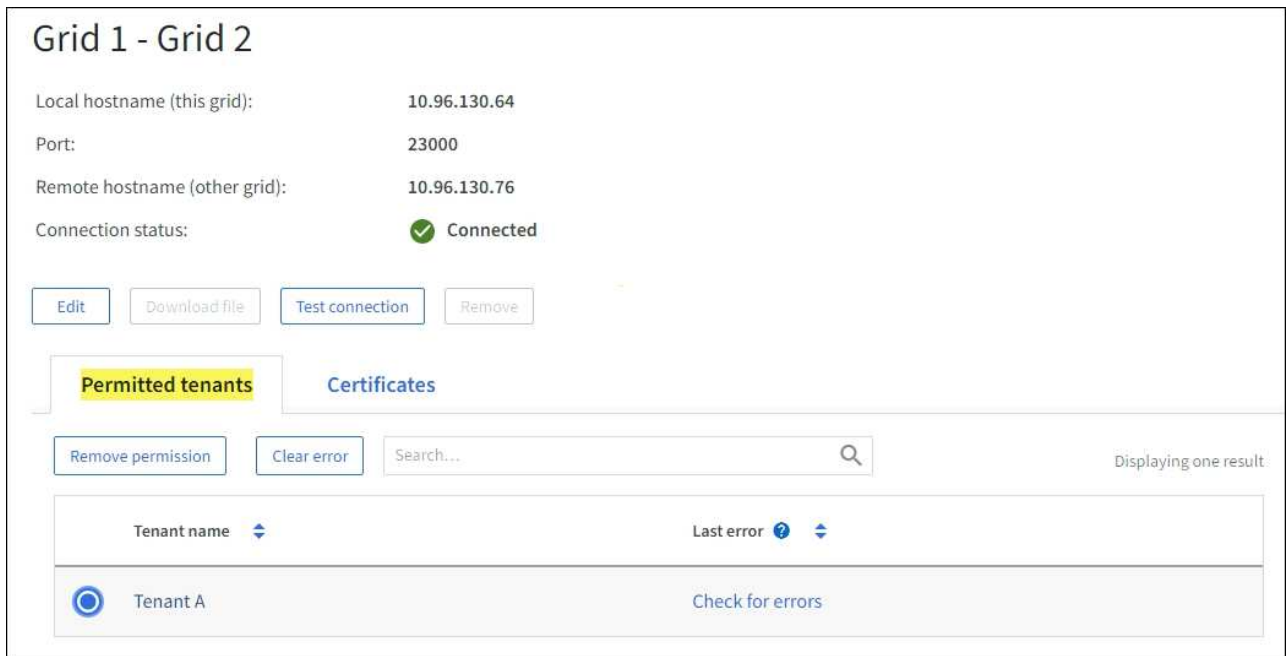 Grid 1 - Grid 2
Local hostname (this grid): 10.96.130.64
Port: 23000
Remote hostname (other grid): 10.96.130.76
Connection status: Connected
Edit Download file Test connection Remove
Permitted tenants Certificates
Remove permission Clear error Search... Displaying one result
Tenant name Last error ?
Tenant A Check for errors